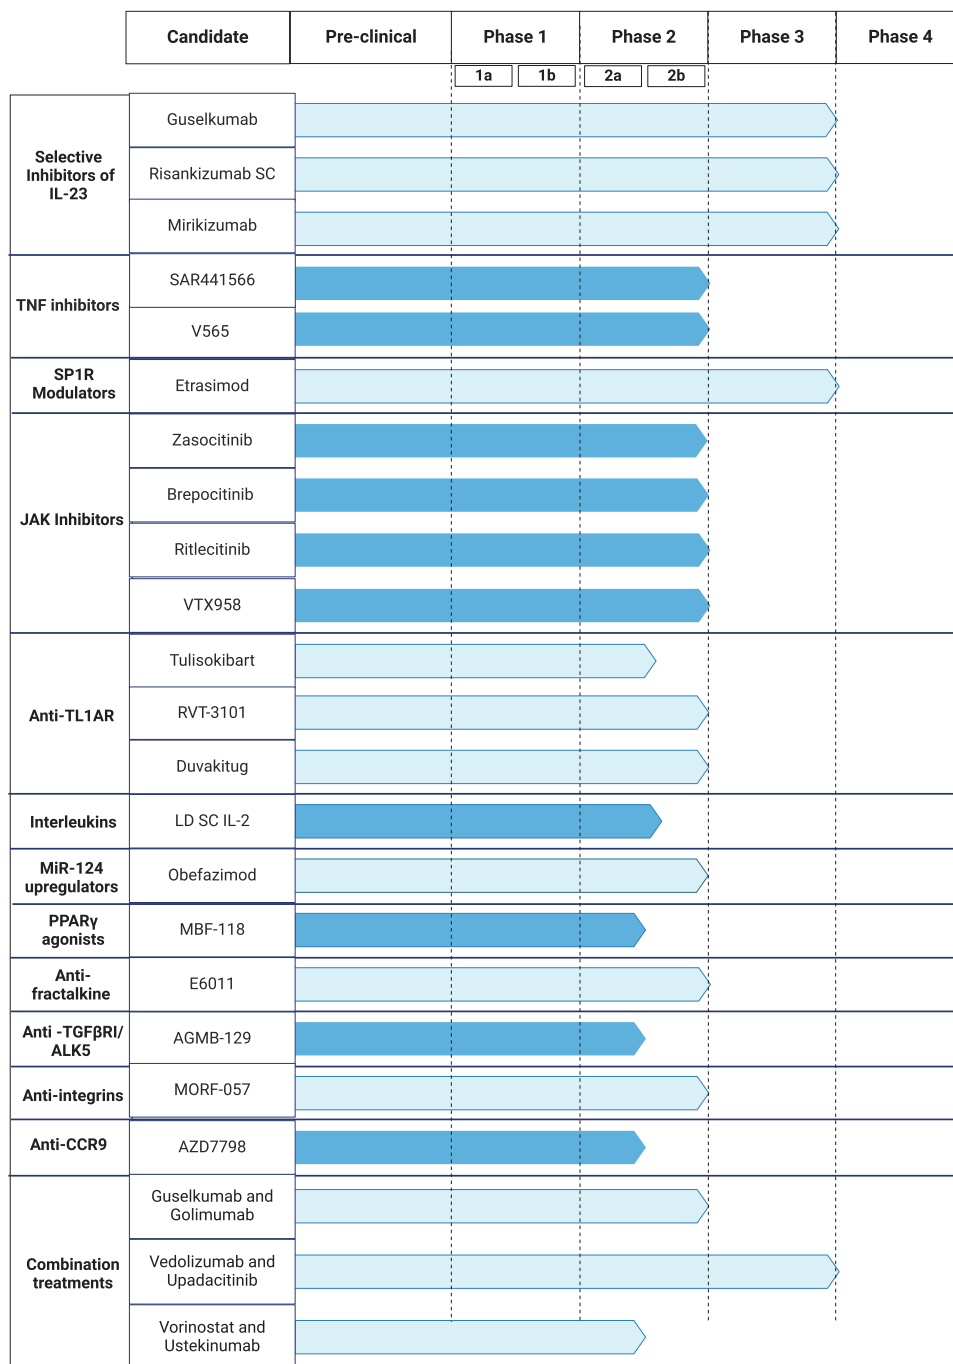 Candidate
Pre-clinical
Phase 1
Phase 2
Phase 3
Phase 4
1a
1b
2a
2b
Selective
Inhibitors of
IL-23
Guselkumab
Risankizumab SC
Mirikizumab
TNF inhibitors
SAR441566
V565
SP1R
Modulators
Etrasimod
JAK Inhibitors
Zasocitinib
Brepocitinib
Ritlecitinib
VTX958
Anti-TL1AR
Tulisokibart
RVT-3101
Duvakitug
Interleukins
LD SC IL-2
MiR-124
upregulators
Obefazimod
PPARγ
agonists
MBF-118
Anti-
fractalkine
E6011
Anti -TGFβRI/
ALK5
AGMB-129
Anti-integrins
MORF-057
Anti-CCR9
AZD7798
Combination
treatments
Guselkumab and
Golimumab
Vedolizumab and
Upadacitinib
Vorinostat and
Ustekinumab